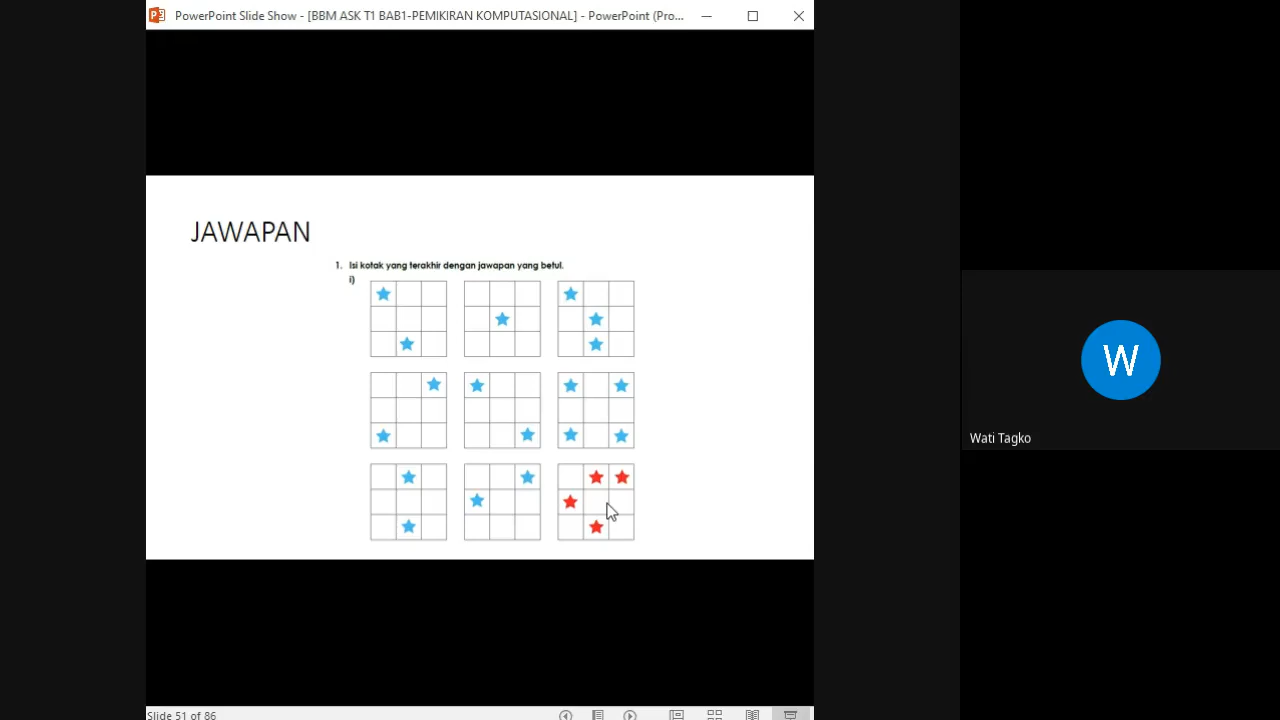 PowerPoint Slide Show - [BBM ASK T1 BAB1-PEMIKIRAN KOMPUTASIONAL] - PowerPoint (Pro...
JAWAPAN
1. Isi kotak yang terakhir dengan jawapan yang betul.
i)
W
Wati Tagko
Slide 51 of 86